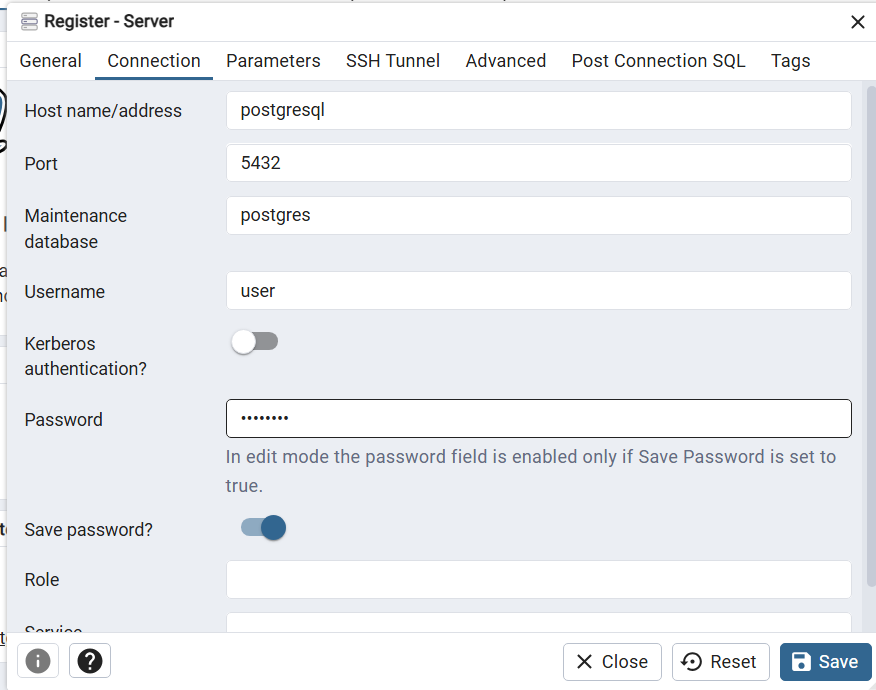 Register - Server
General Connection Parameters SSH Tunnel Advanced Post Connection SQL Tags
Host name/address postgresql
Port 5432
Maintenance database postgres
Username user
Kerberos authentication?
Password ••••••••
In edit mode the password field is enabled only if Save Password is set to
true.
Save password?
Role
Service
Close Reset Save